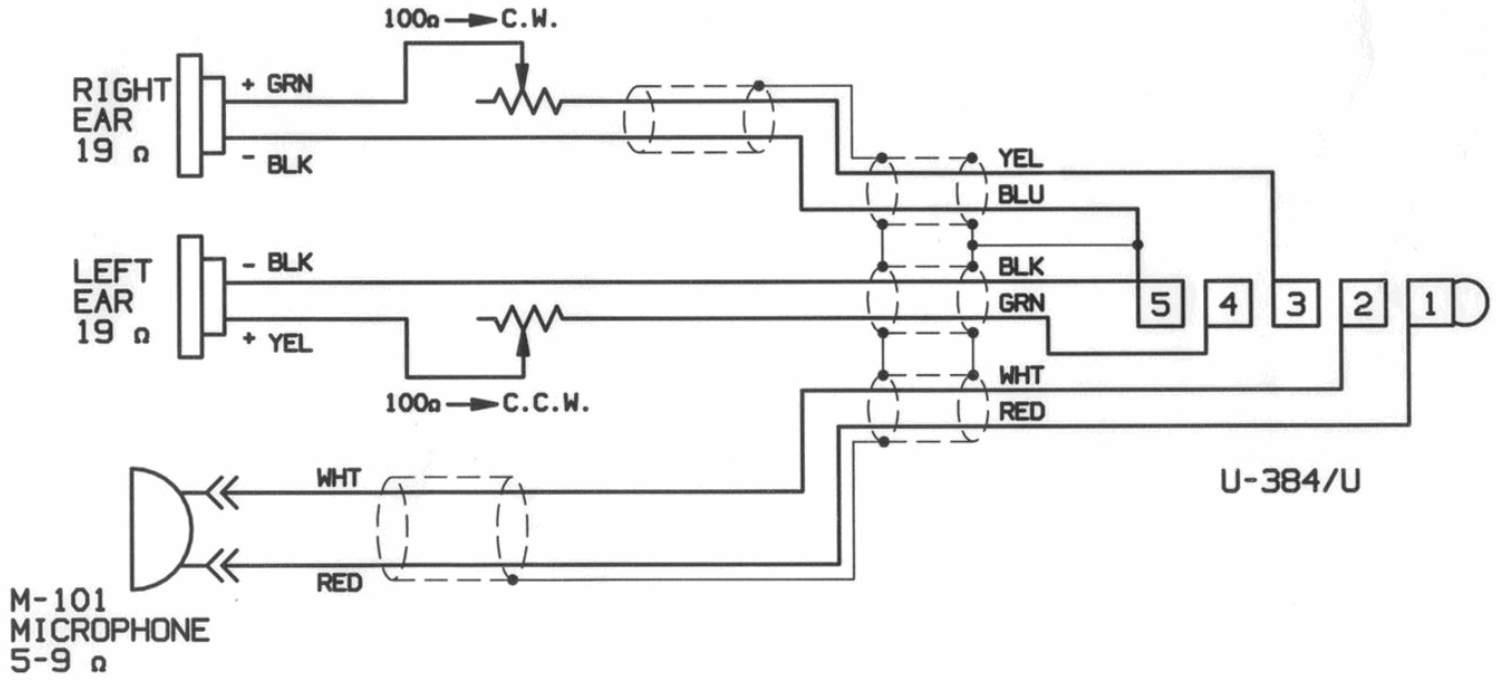 100Ω C.W.
RIGHT
EAR
19 Ω
+ GRN
- BLK
YEL
BLU
LEFT
EAR
19 Ω
- BLK
+ YEL
BLK
GRN
5 4 3 2 1
100Ω C.C.W.
WHT
RED
WHT
RED
U-384/U
M-101
MICROPHONE
5-9 Ω